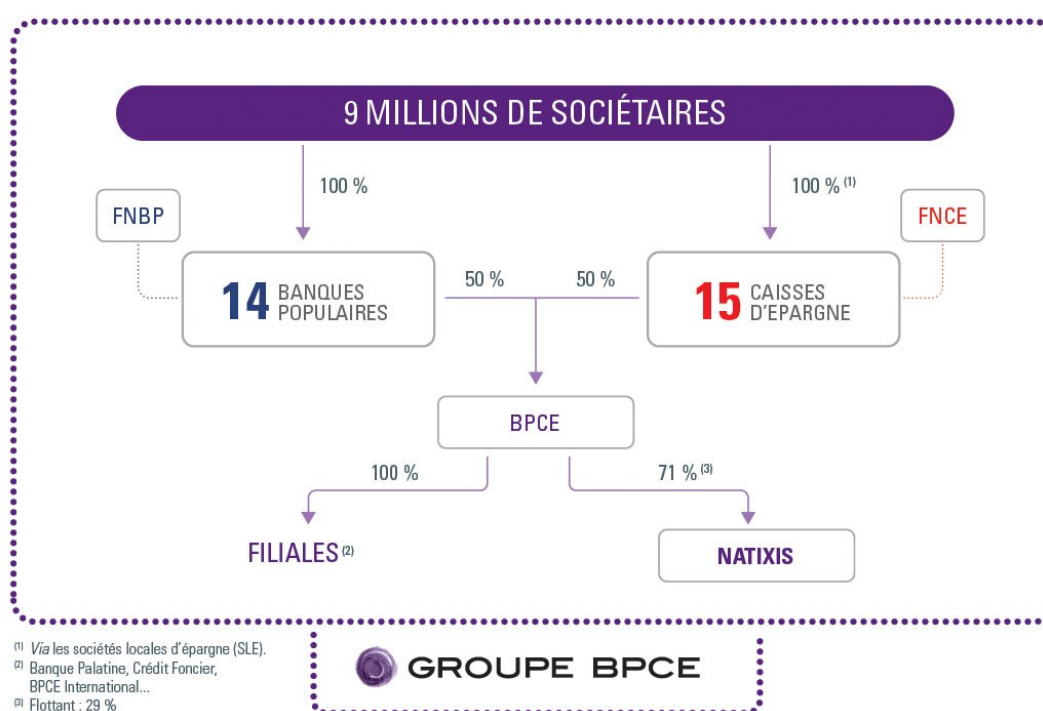 9 MILLIONS DE SOCIÉTAIRES
100 %
100 % (1)
FNBP
FNCE
14 BANQUES
POPULAIRES
50 %
50 %
15 CAISSES
D'EPARGNE
BPCE
100 %
71 % (3)
FILIALES (2)
NATIXIS
(1) Via les sociétés locales d'épargne (SLE).
(2) Banque Palatine, Crédit Foncier,
BPCE International...
(3) Flottant : 29 %
GROUPE BPCE